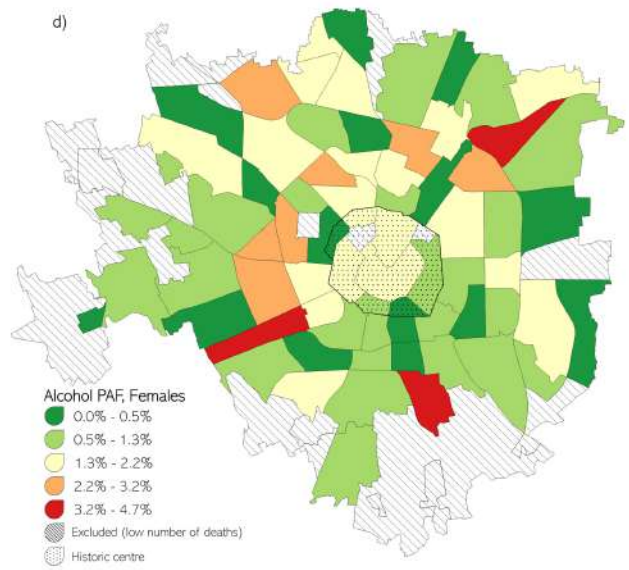 d)
Alcohol PAF, Females
0.0% - 0.5%
0.5% - 1.3%
1.3% - 2.2%
2.2% - 3.2%
3.2% - 4.7%
Excluded (low number of deaths)
Historic centre